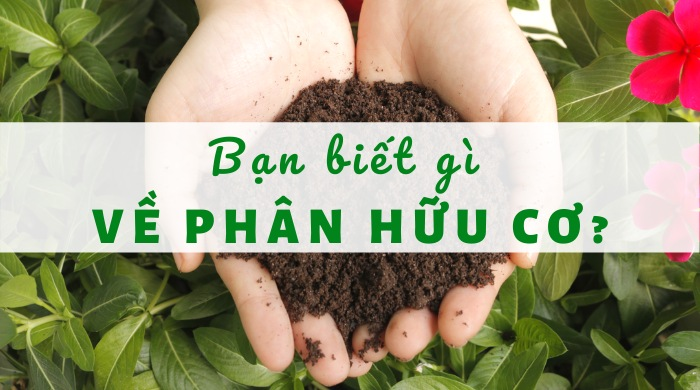 Bạn biết gì
VỀ PHÂN HỮU CƠ?